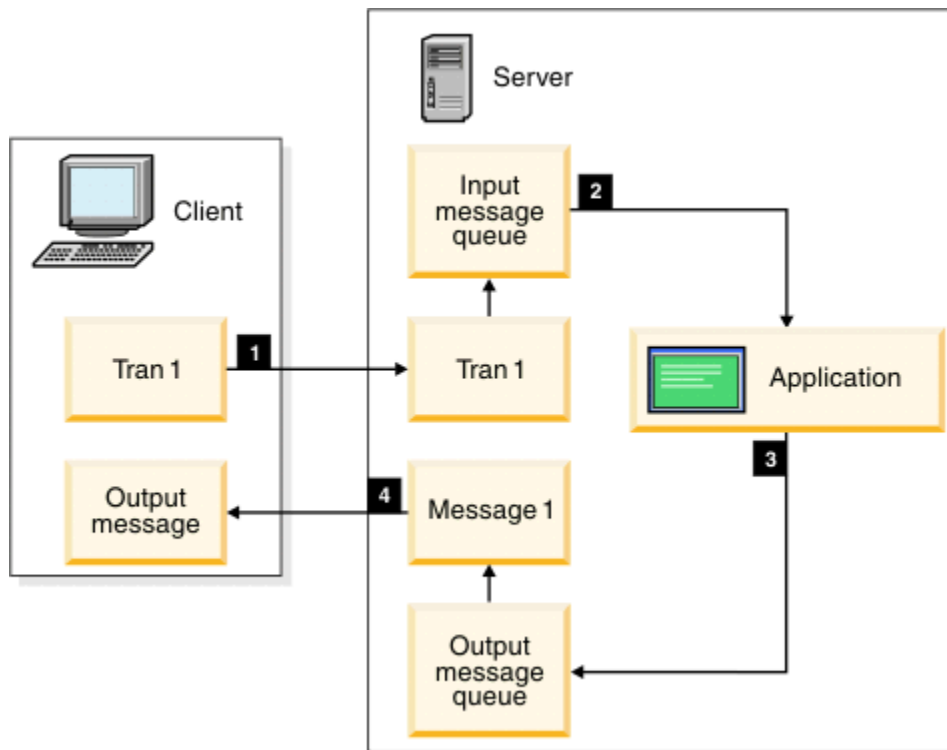 Server
Client
Input
message
queue
2
Tran 1
1
Tran 1
Application
3
Output
message
4
Message 1
Output
message
queue